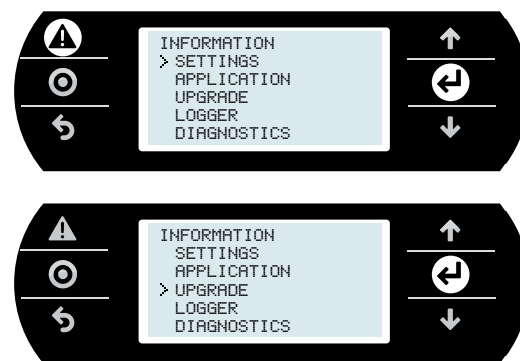 INFORMATION
> SETTINGS
APPLICATION
UPGRADE
LOGGER
DIAGNOSTICS
INFORMATION
SETTINGS
APPLICATION
> UPGRADE
LOGGER
DIAGNOSTICS